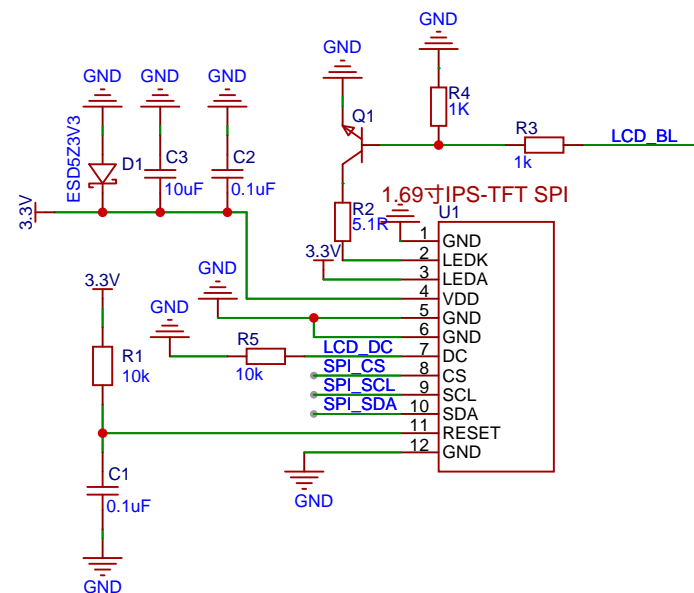 GND
GND
GND GND GND
R4
1K
Q1
R3
1k
LCD_BL
ESD5Z3V3
D1
C3
10uF
C2
0.1uF
3.3V
R2
5.1R
1.69寸IPS-TFT SPI
U1
1 GND
2 LEDK
3.3V
3 LEDA
4 VDD
GND
5 GND
6 GND
3.3V
GND
R1
10k
R5
10k
LCD_DC
7 DC
SPI_CS
8 CS
SPI_SCL
9 SCL
SPI_SDA
10 SDA
11 RESET
12 GND
GND
C1
0.1uF
GND